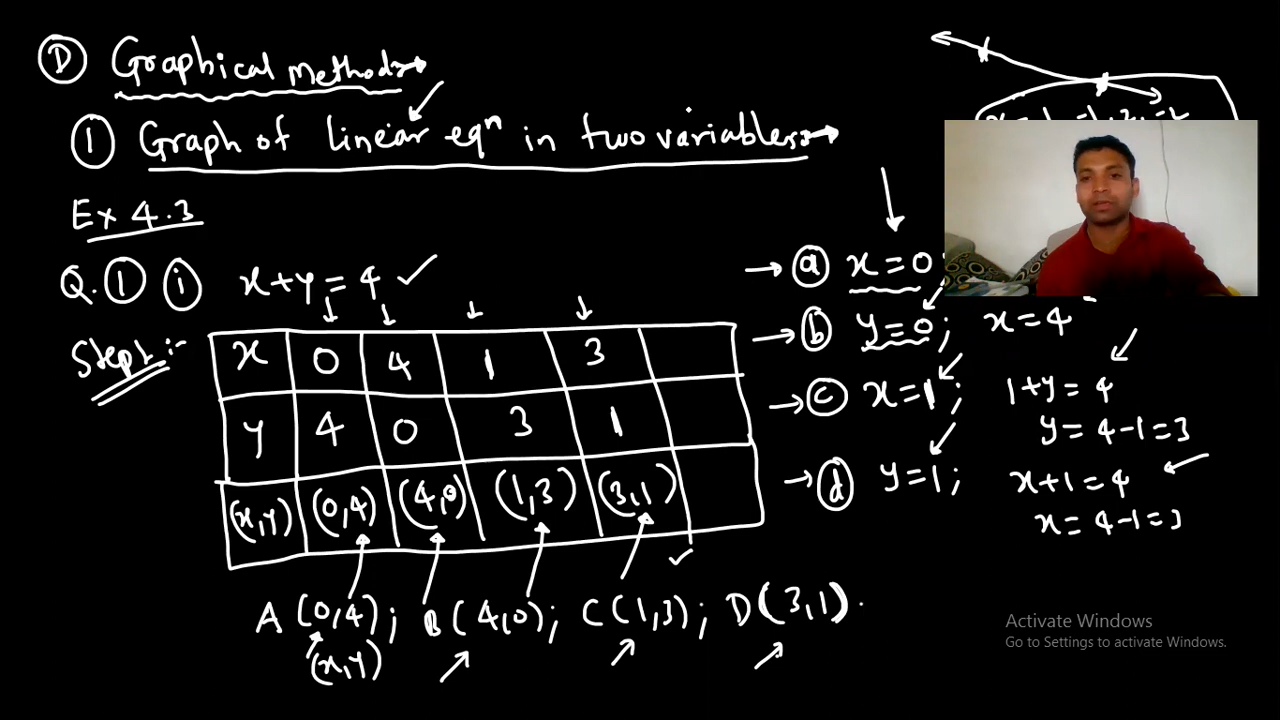 D Graphical Method→
1 Graph of linear eqⁿ in two variables→
Ex 4.3
Q. 1 i x+y=4 ✓
Step1:-
x 0 4 1 3
y 4 0 3 1
(x,y) (0,4) (4,0) (1,3) (3,1)
A(0,4); B(4,0); C(1,3); D(3,1).
(x,y)
→ a x=0
→ b y=0; x=4
→ c x=1; 1+y=4
y=4-1=3
→ d y=1; x+1=4
x=4-1=3
Activate Windows
Go to Settings to activate Windows.